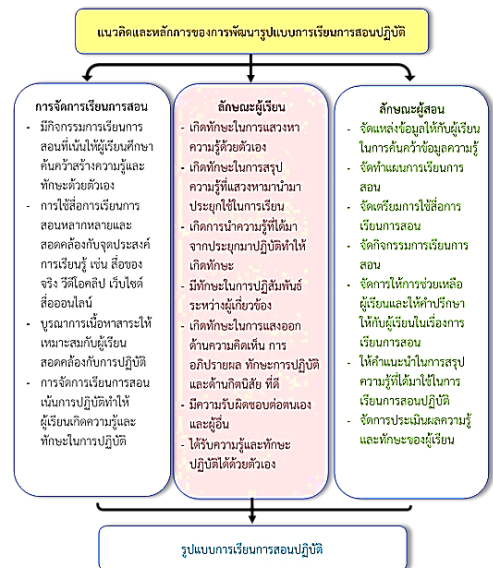 แนวคิดและหลักการของการพัฒนารูปแบบการเรียนการสอนปฏิบัติ
การจัดการเรียนการสอน
- มีกิจกรรมการเรียนการ
สอนที่เน้นให้ผู้เรียนศึกษา
ค้นคว้าสร้างความรู้และ
ทักษะด้วยตัวเอง
- การใช้สื่อการเรียนการ
สอนหลากหลายและ
สอดคล้องกับจุดประสงค์
การเรียนรู้ เช่น สื่อของ
จริง วีดีโอคลิป เว็บไซต์
สื่ออออนไลน์
- บูรณาการเนื้อหาสาระให้
เหมาะสมกับผู้เรียน
สอดคล้องกับการปฏิบัติ
- การจัดการเรียนการสอน
เน้นการปฏิบัติทำให้
ผู้เรียนเกิดความรู้และ
ทักษะในการปฏิบัติ
ลักษณะผู้เรียน
- เกิดทักษะในการแสวงหา
ความรู้ด้วยตัวเอง
- เกิดทักษะในการสรุป
ความรู้ที่แสวงหามานำมา
ประยุกใช้ในการเรียน
- เกิดการนำความรู้ที่ได้มา
จากประยุกมาปฏิบัติทำให้
เกิดทักษะ
- มีทักษะในการปฏิสัมพันธ์
ระหว่างผู้เกี่ยวข้อง
- เกิดทักษะในการแสงออก
ด้านความคิดเห็น การ
อภิปรายผล ทักษะการปฏิบัติ
และด้านกิตนิสัย ที่ดี
- มีความรับผิดชอบต่อตนเอง
และผู้อื่น
- ได้รับความรู้และทักษะ
ปฏิบัติได้ด้วยตัวเอง
ลักษณะผู้สอน
- จัดแหล่งข้อมูลให้กับผู้เรียน
ในการค้นคว้าข้อมูลความรู้
- จัดทำแผนการเรียนการ
สอน
- จัดเตรียมการใช้สื่อการ
เรียนการสอน
- จัดกิจกรรมการเรียนการ
สอน
- จัดการให้การช่วยเหลือ
ผู้เรียนและให้คำปรึกษา
ให้กับผู้เรียนในเรื่องการ
เรียนการสอน
- ให้คำแนะนำในการสรุป
ความรู้ที่ได้มาใช้ในการ
เรียนการสอนปฏิบัติ
- จัดการประเมินผลความรู้
และทักษะของผู้เรียน
รูปแบบการเรียนการสอนปฏิบัติ